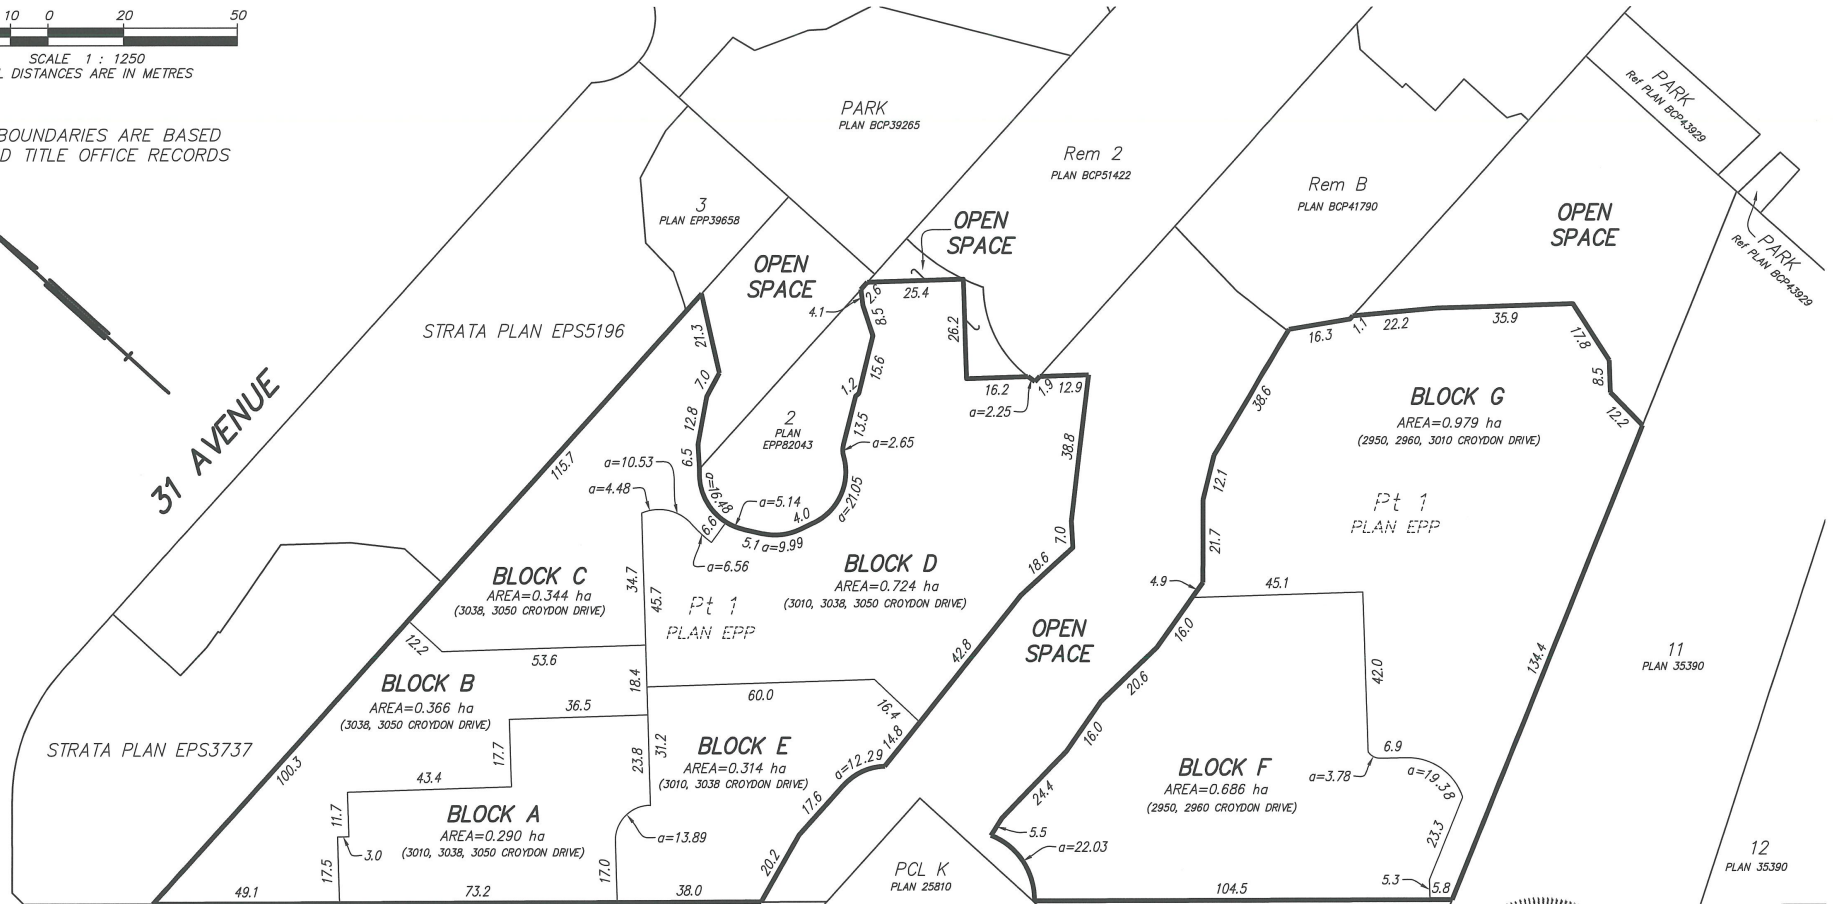 10 0 20 50
SCALE 1 : 1250
DISTANCES ARE IN METRES
BOUNDARIES ARE BASED
TITLE OFFICE RECORDS
31 AVENUE
STRATA PLAN EPS5196
STRATA PLAN EPS3737
3
PLAN EPP39658
PARK
PLAN BCP39265
Rem 2
PLAN BCP51422
Rem B
PLAN BCP41790
PARK
Ref PLAN BCP43929
PARK
Ref PLAN BCP43929
OPEN
SPACE
OPEN
SPACE
OPEN
SPACE
OPEN
SPACE
2
PLAN
EPP82043
BLOCK C
AREA=0.344 ha
(3038, 3050 CROYDON DRIVE)
BLOCK D
AREA=0.724 ha
(3010, 3038, 3050 CROYDON DRIVE)
Pt 1
PLAN EPP
BLOCK B
AREA=0.366 ha
(3038, 3050 CROYDON DRIVE)
BLOCK A
AREA=0.290 ha
(3010, 3038, 3050 CROYDON DRIVE)
BLOCK E
AREA=0.314 ha
(3010, 3038 CROYDON DRIVE)
BLOCK G
AREA=0.979 ha
(2950, 2960, 3010 CROYDON DRIVE)
Pt 1
PLAN EPP
BLOCK F
AREA=0.686 ha
(2950, 2960 CROYDON DRIVE)
PCL K
PLAN 25810
11
PLAN 35390
12
PLAN 35390
21.3
7.0
12.8
6.5
a=16.48
a=5.14
6.6
a=6.56
5.1
a=9.99
4.0
a=21.05
a=2.65
13.5
1.2
15.6
8.5
4.1
2.6
25.4
26.2
16.2
a=2.25
1.9
12.9
38.8
7.0
18.6
42.8
14.8
16.4
60.0
a=12.29
17.6
20.2
38.0
115.7
a=10.53
a=4.48
34.7
45.7
12.2
53.6
18.4
36.5
17.7
43.4
11.7
3.0
17.5
23.8
31.2
a=13.89
17.0
100.3
49.1
73.2
16.3
1.1
22.2
35.9
17.8
8.5
12.2
38.6
12.1
21.7
4.9
45.1
16.0
20.6
16.0
24.4
5.5
a=22.03
42.0
6.9
a=3.78
a=19.38
23.3
5.3
5.8
104.5
134.4